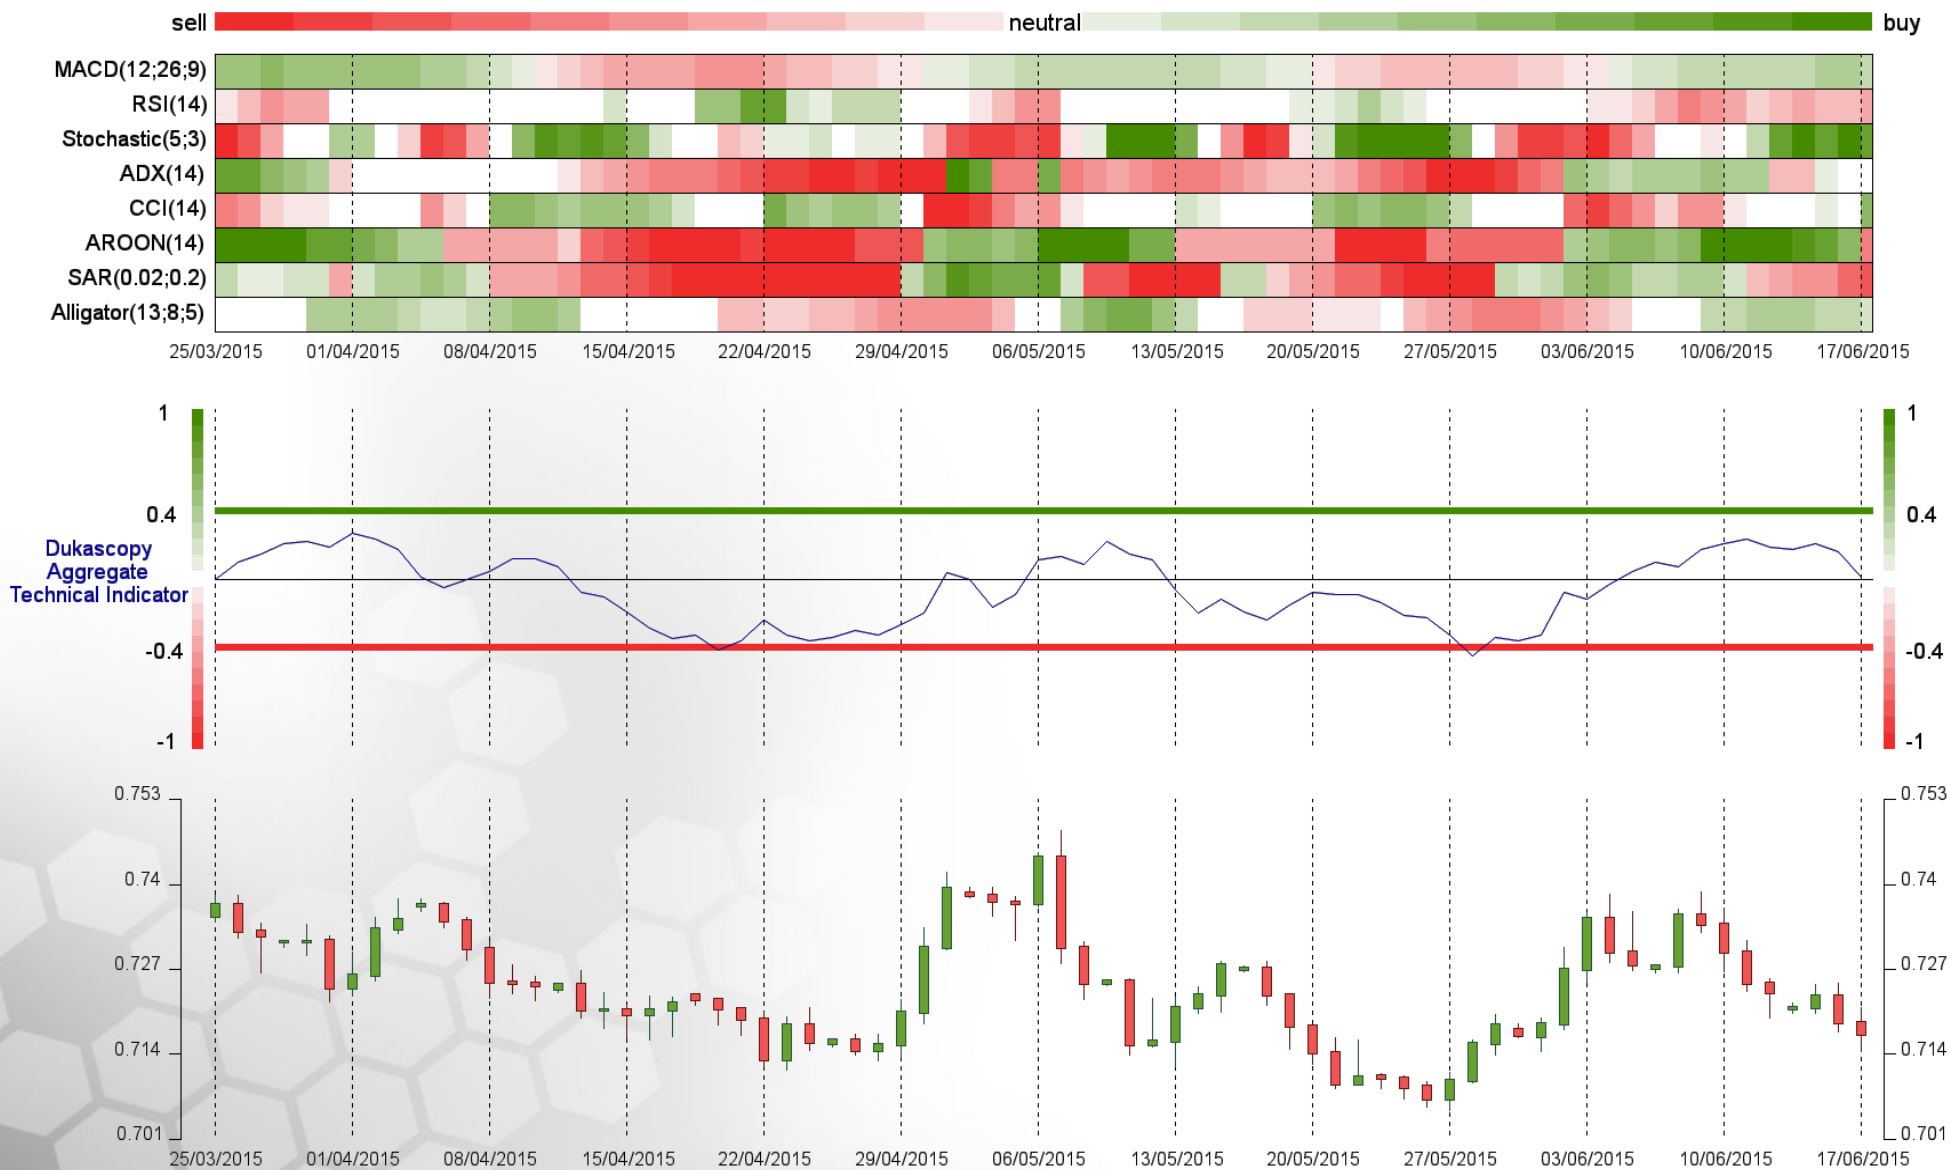 sell neutral buy
MACD(12;26;9)
RSI(14)
Stochastic(5;3)
ADX(14)
CCI(14)
AROON(14)
SAR(0.02;0.2)
Alligator(13;8;5)
25/03/2015 01/04/2015 08/04/2015 15/04/2015 22/04/2015 29/04/2015 06/05/2015 13/05/2015 20/05/2015 27/05/2015 03/06/2015 10/06/2015 17/06/2015
1 1
0.4 0.4
Dukascopy
Aggregate
Technical Indicator
-0.4 -0.4
-1 -1
0.753 0.753
0.74 0.74
0.727 0.727
0.714 0.714
0.701 0.701
25/03/2015 01/04/2015 08/04/2015 15/04/2015 22/04/2015 29/04/2015 06/05/2015 13/05/2015 20/05/2015 27/05/2015 03/06/2015 10/06/2015 17/06/2015